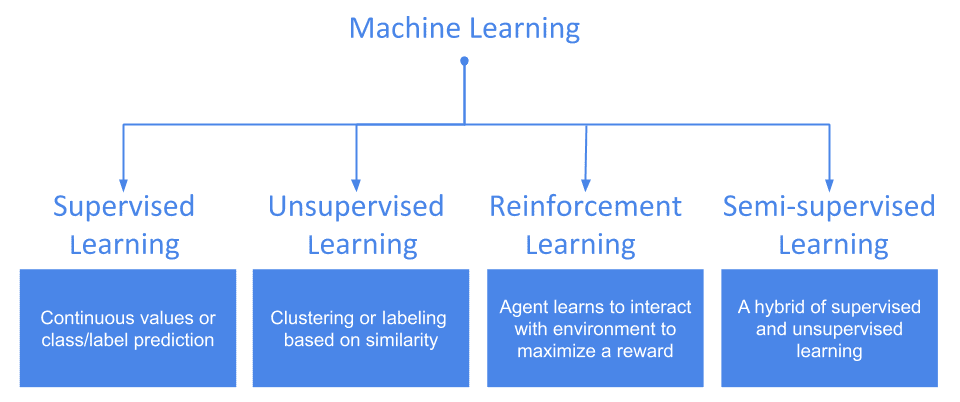 Machine Learning
Supervised
Learning
Unsupervised
Learning
Reinforcement
Learning
Semi-supervised
Learning
Continuous values or
class/label prediction
Clustering or labeling
based on similarity
Agent learns to interact
with environment to
maximize a reward
A hybrid of supervised
and unsupervised
learning